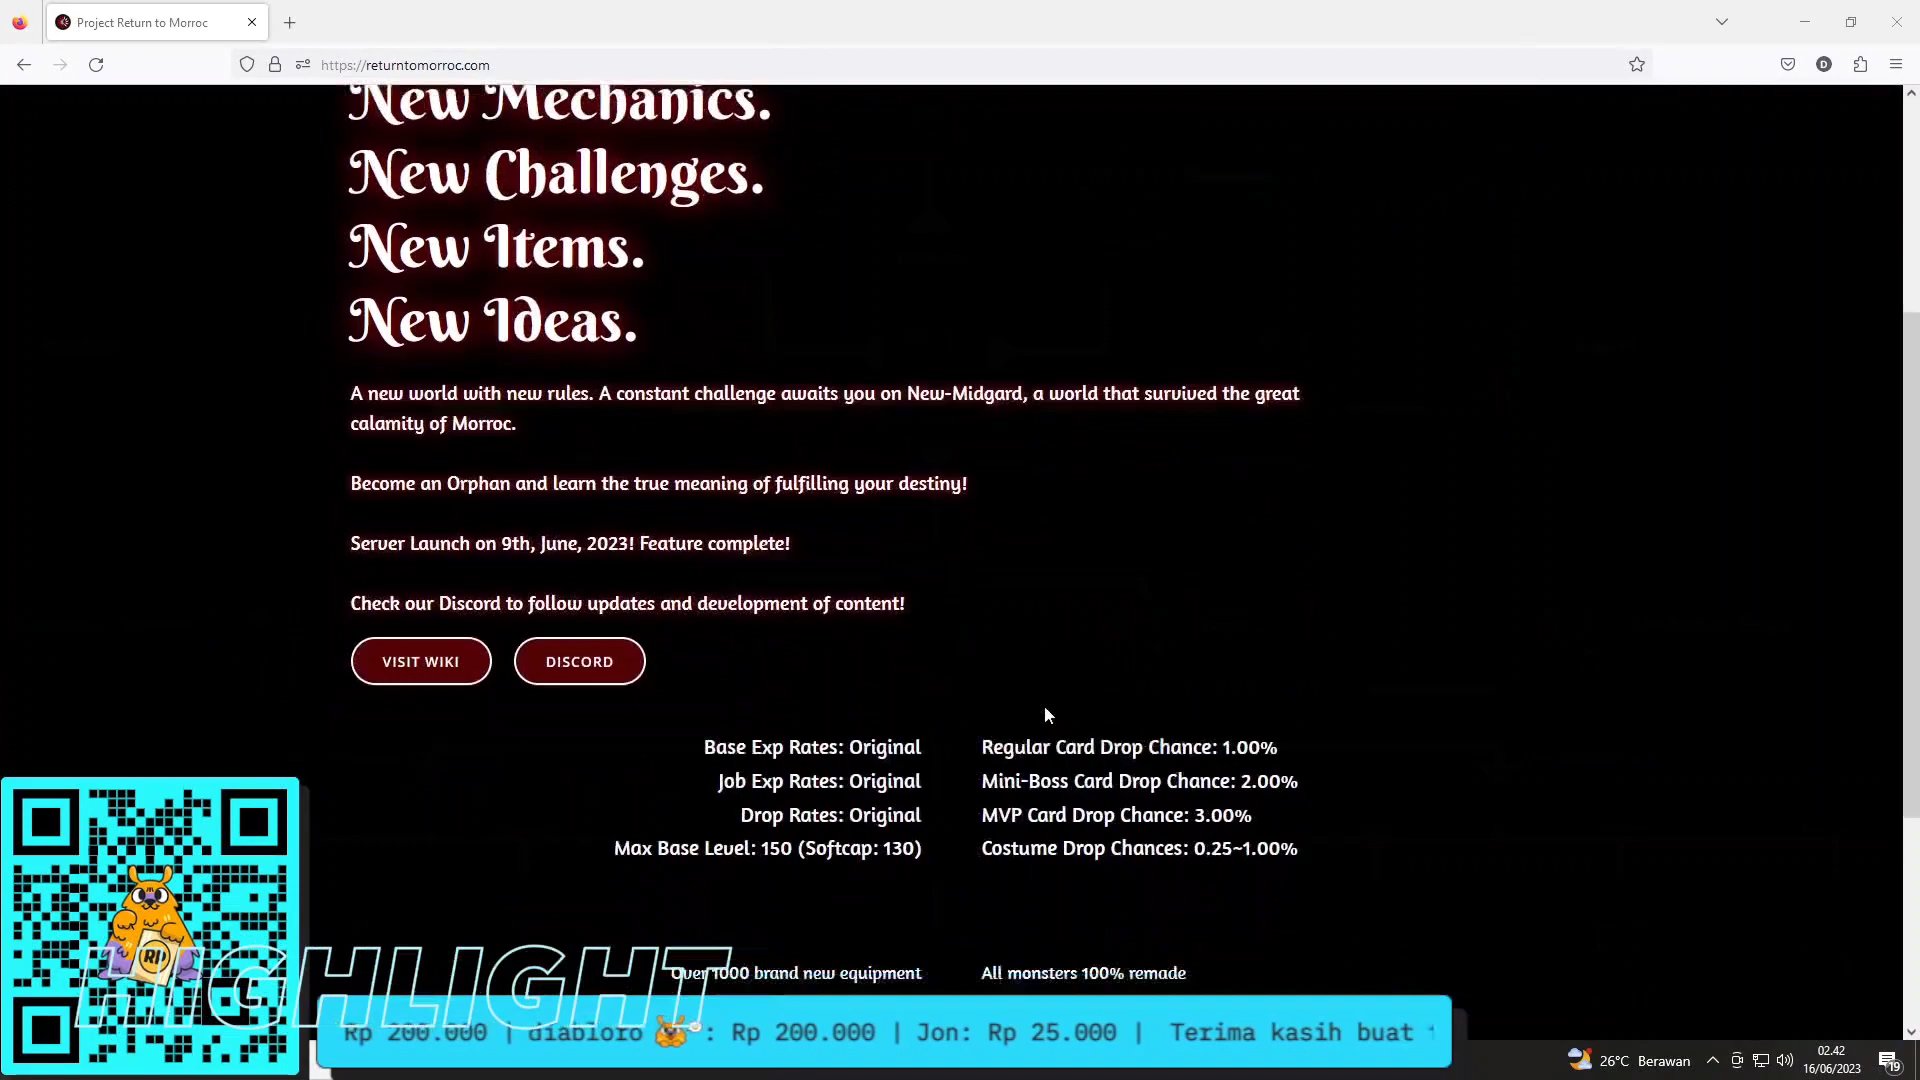 Project Return to Morroc
https://returntomorroc.com
New Mechanics.
New Challenges.
New Items.
New Ideas.
A new world with new rules. A constant challenge awaits you on New-Midgard, a world that survived the great
calamity of Morroc.
Become an Orphan and learn the true meaning of fulfilling your destiny!
Server Launch on 9th, June, 2023! Feature complete!
Check our Discord to follow updates and development of content!
VISIT WIKI
DISCORD
Base Exp Rates: Original
Job Exp Rates: Original
Drop Rates: Original
Max Base Level: 150 (Softcap: 130)
Regular Card Drop Chance: 1.00%
Mini-Boss Card Drop Chance: 2.00%
MVP Card Drop Chance: 3.00%
Costume Drop Chances: 0.25~1.00%
Over 1000 brand new equipment
All monsters 100% remade
RP
HIGHLIGHT
Rp 200.000 | diabloro : Rp 200.000 | Jon: Rp 25.000 | Terima kasih buat
26°C Berawan
02.42
16/06/2023
19
D